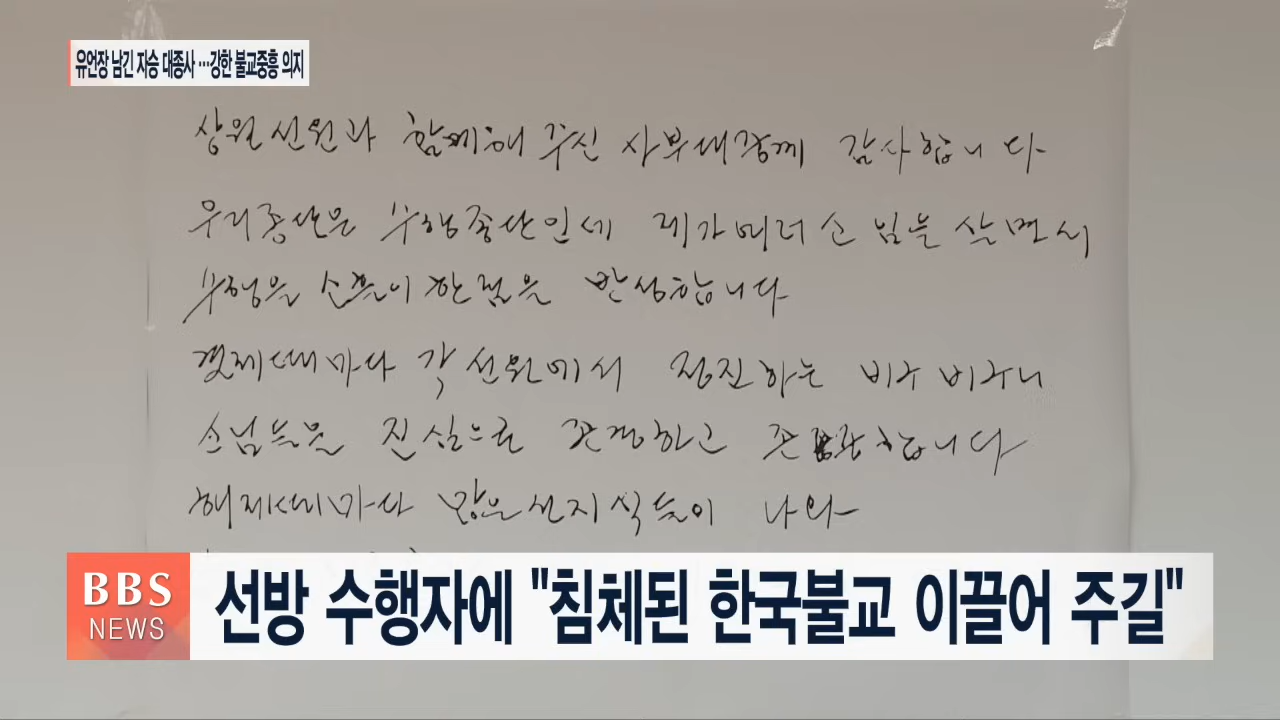 유언장 남긴 자승 대종사…강한 불교중흥 의지
상월선원과 함께해 주신 사부대중께 감사합니다
우리종단은 수행종단인데 제가 여러 소임을 살면서
수행을 소흘이 한점은 반성합니다
결제때마다 각 선원에서 정진하는 비구 비구니
스님들을 진심으로 존경하고 존중합니다
해제때마다 많은 선지식들이 나와
BBS
NEWS
선방 수행자에 "침체된 한국불교 이끌어 주길"